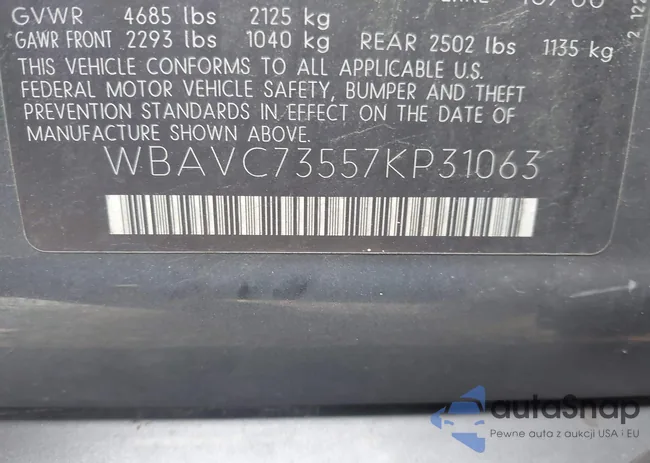 GVWR 4685 lbs 2125 kg
GAWR FRONT 2293 lbs 1040 kg REAR 2502 lbs 1135 kg
THIS VEHICLE CONFORMS TO ALL APPLICABLE U.S.
FEDERAL MOTOR VEHICLE SAFETY, BUMPER AND THEFT
PREVENTION STANDARDS IN EFFECT ON THE DATE OF
MANUFACTURE SHOWN ABOVE.
WBAVC73557KP31063
2 122
autoSnap
Pewne auta z aukcji USA i EU